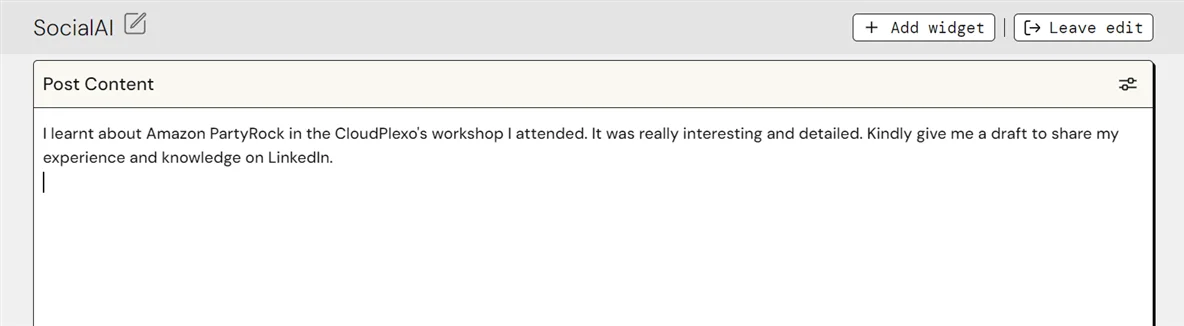 SocialAI
+ Add widget
Leave edit
Post Content
I learnt about Amazon PartyRock in the CloudPlexo's workshop I attended. It was really interesting and detailed. Kindly give me a draft to share my
experience and knowledge on LinkedIn.